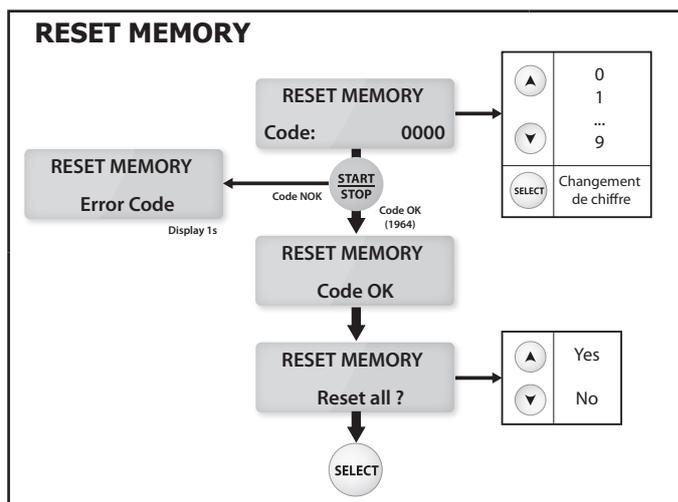 RESET MEMORY
RESET MEMORY
Code: 0000
0
1
...
9
SELECT
Changement
de chiffre
START
STOP
RESET MEMORY
Error Code
Display 1s
Code NOK
Code OK
(1964)
RESET MEMORY
Code OK
RESET MEMORY
Reset all ?
Yes
No
SELECT